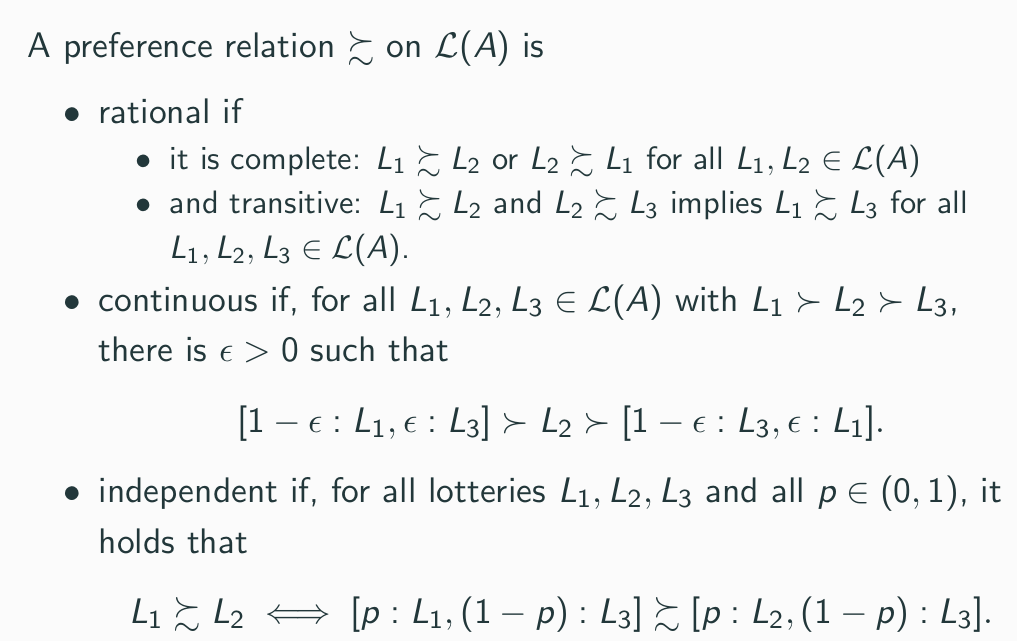 A preference relation ≿ on ℒ(A) is
• rational if
• it is complete: L₁ ≿ L₂ or L₂ ≿ L₁ for all L₁, L₂ ∈ ℒ(A)
• and transitive: L₁ ≿ L₂ and L₂ ≿ L₃ implies L₁ ≿ L₃ for all
L₁, L₂, L₃ ∈ ℒ(A).
• continuous if, for all L₁, L₂, L₃ ∈ ℒ(A) with L₁ ≻ L₂ ≻ L₃,
there is ϵ > 0 such that
[1 − ϵ : L₁, ϵ : L₃] ≻ L₂ ≻ [1 − ϵ : L₃, ϵ : L₁].
• independent if, for all lotteries L₁, L₂, L₃ and all p ∈ (0, 1), it
holds that
L₁ ≿ L₂ ⟺ [p : L₁, (1 − p) : L₃] ≿ [p : L₂, (1 − p) : L₃].